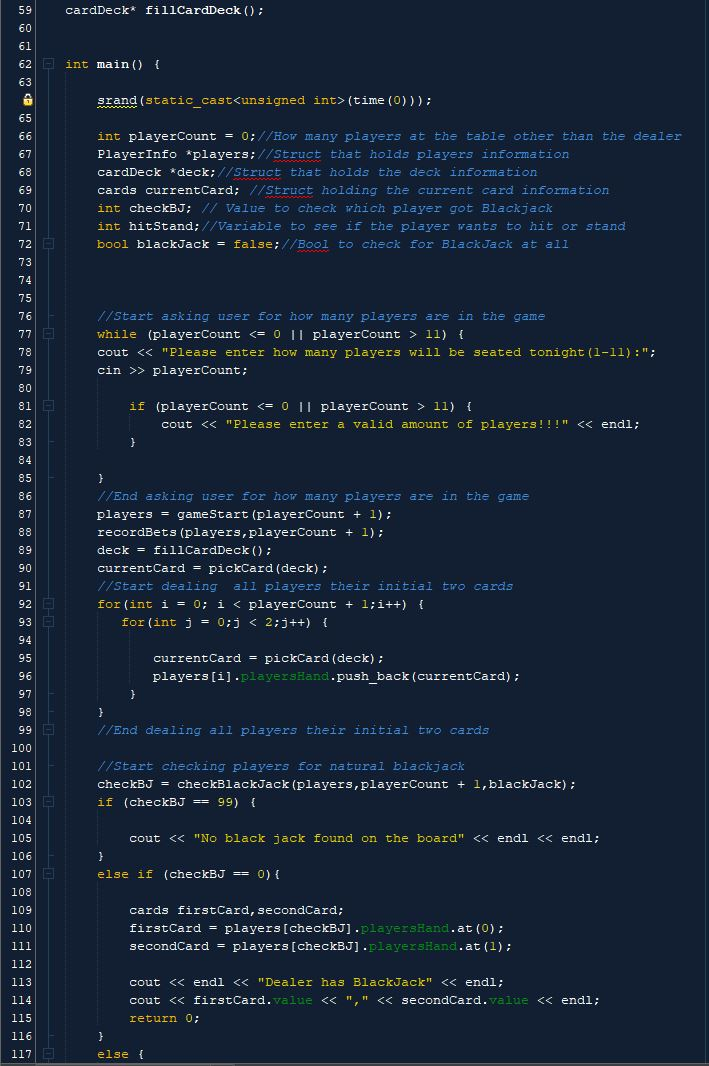 59 cardDeck* fillCardDeck();
60
61
62 int main() {
63
srand(static_cast<unsigned int>(time(0)));
65
66 int playerCount = 0;//How many players at the table other than the dealer
67 PlayerInfo *players;//Struct that holds players information
68 cardDeck *deck;//Struct that holds the deck information
69 cards currentCard; //Struct holding the current card information
70 int checkBJ; // Value to check which player got Blackjack
71 int hitStand;//Variable to see if the player wants to hit or stand
72 bool blackJack = false;//Bool to check for BlackJack at all
73
74
75
76 //Start asking user for how many players are in the game
77 while (playerCount <= 0 || playerCount > 11) {
78 cout << "Please enter how many players will be seated tonight(1-11):";
79 cin >> playerCount;
80
81 if (playerCount <= 0 || playerCount > 11) {
82 cout << "Please enter a valid amount of players!!!" << endl;
83 }
84
85 }
86 //End asking user for how many players are in the game
87 players = gameStart(playerCount + 1);
88 recordBets(players,playerCount + 1);
89 deck = fillCardDeck();
90 currentCard = pickCard(deck);
91 //Start dealing  all players their initial two cards
92 for(int i = 0; i < playerCount + 1;i++) {
93 for(int j = 0;j < 2;j++) {
94
95 currentCard = pickCard(deck);
96 players[i].playersHand.push_back(currentCard);
97 }
98 }
99 //End dealing all players their initial two cards
100
101 //Start checking players for natural blackjack
102 checkBJ = checkBlackJack(players,playerCount + 1,blackJack);
103 if (checkBJ == 99) {
104
105 cout << "No black jack found on the board" << endl << endl;
106 }
107 else if (checkBJ == 0){
108
109 cards firstCard,secondCard;
110 firstCard = players[checkBJ].playersHand.at(0);
111 secondCard = players[checkBJ].playersHand.at(1);
112
113 cout << endl << "Dealer has BlackJack" << endl;
114 cout << firstCard.value << "," << secondCard.value << endl;
115 return 0;
116 }
117 else {